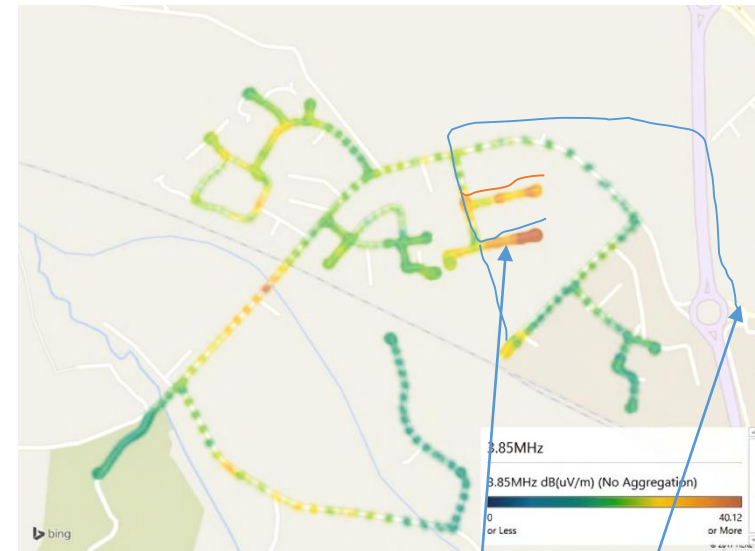 3.85MHz
3.85MHz dB(uV/m) (No Aggregation)
0
40.12
or Less
or More
bing